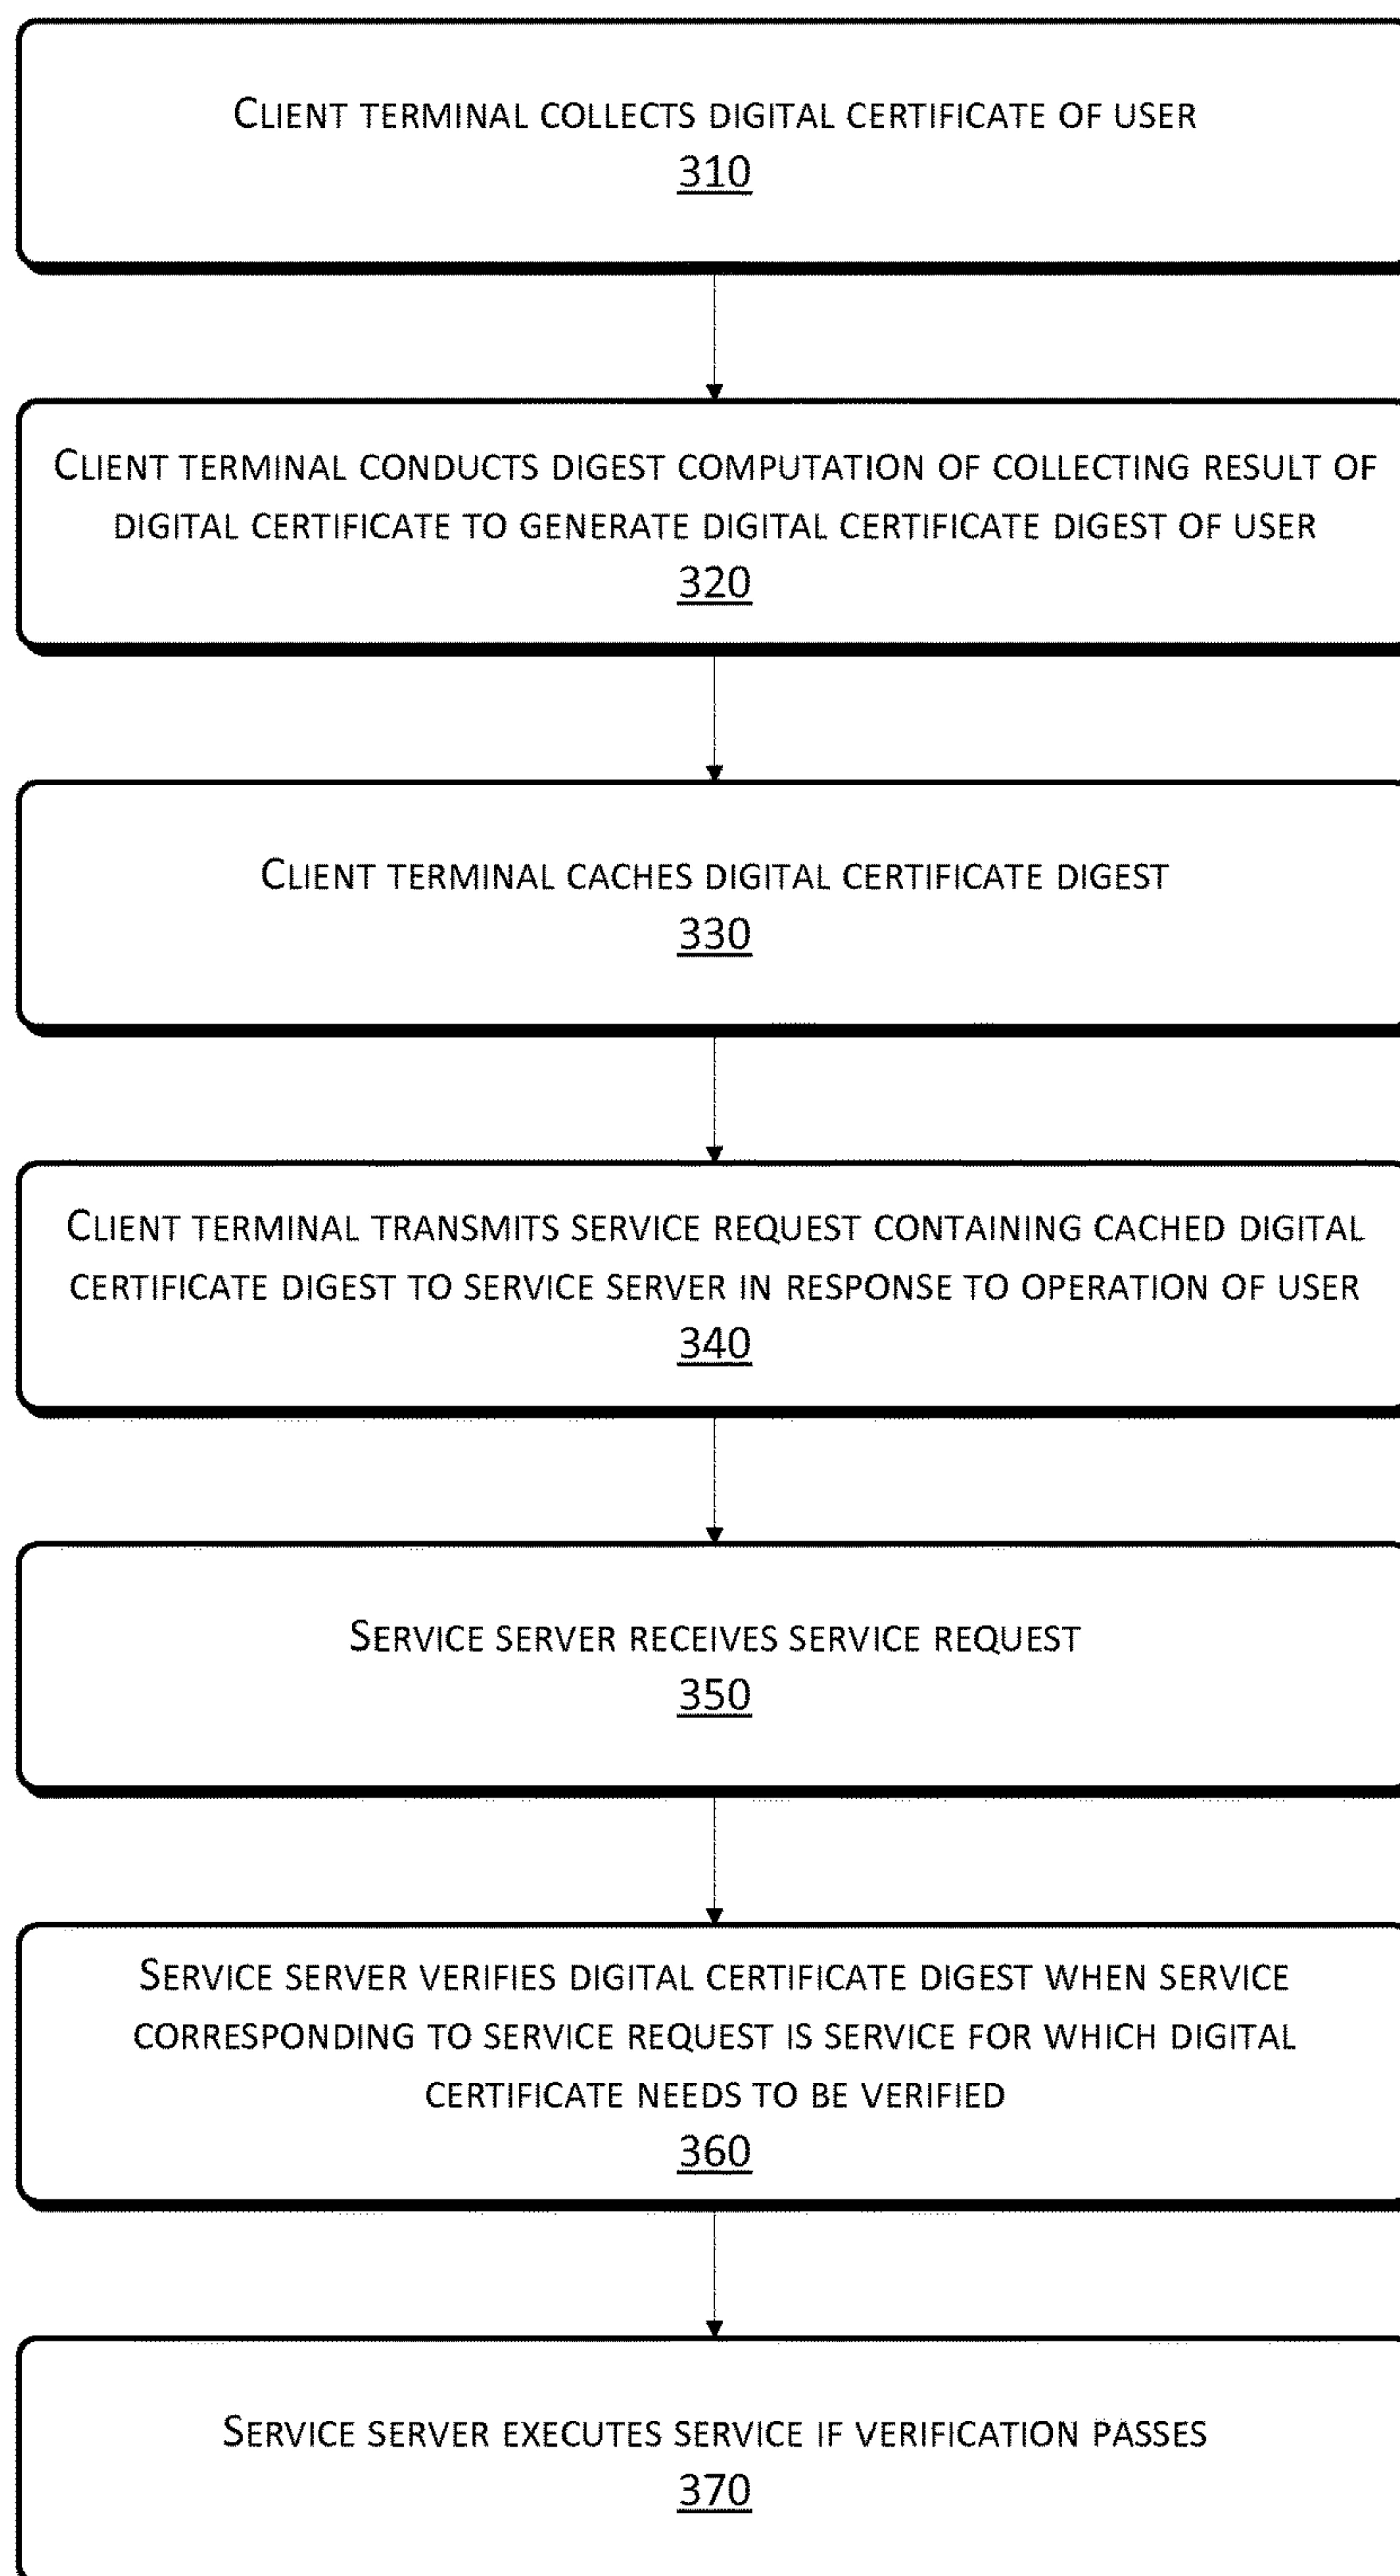 CLIENT TERMINAL COLLECTS DIGITAL CERTIFICATE OF USER
310
CLIENT TERMINAL CONDUCTS DIGEST COMPUTATION OF COLLECTING RESULT OF
DIGITAL CERTIFICATE TO GENERATE DIGITAL CERTIFICATE DIGEST OF USER
320
CLIENT TERMINAL CACHES DIGITAL CERTIFICATE DIGEST
330
CLIENT TERMINAL TRANSMITS SERVICE REQUEST CONTAINING CACHED DIGITAL
CERTIFICATE DIGEST TO SERVICE SERVER IN RESPONSE TO OPERATION OF USER
340
SERVICE SERVER RECEIVES SERVICE REQUEST
350
SERVICE SERVER VERIFIES DIGITAL CERTIFICATE DIGEST WHEN SERVICE
CORRESPONDING TO SERVICE REQUEST IS SERVICE FOR WHICH DIGITAL
CERTIFICATE NEEDS TO BE VERIFIED
360
SERVICE SERVER EXECUTES SERVICE IF VERIFICATION PASSES
370